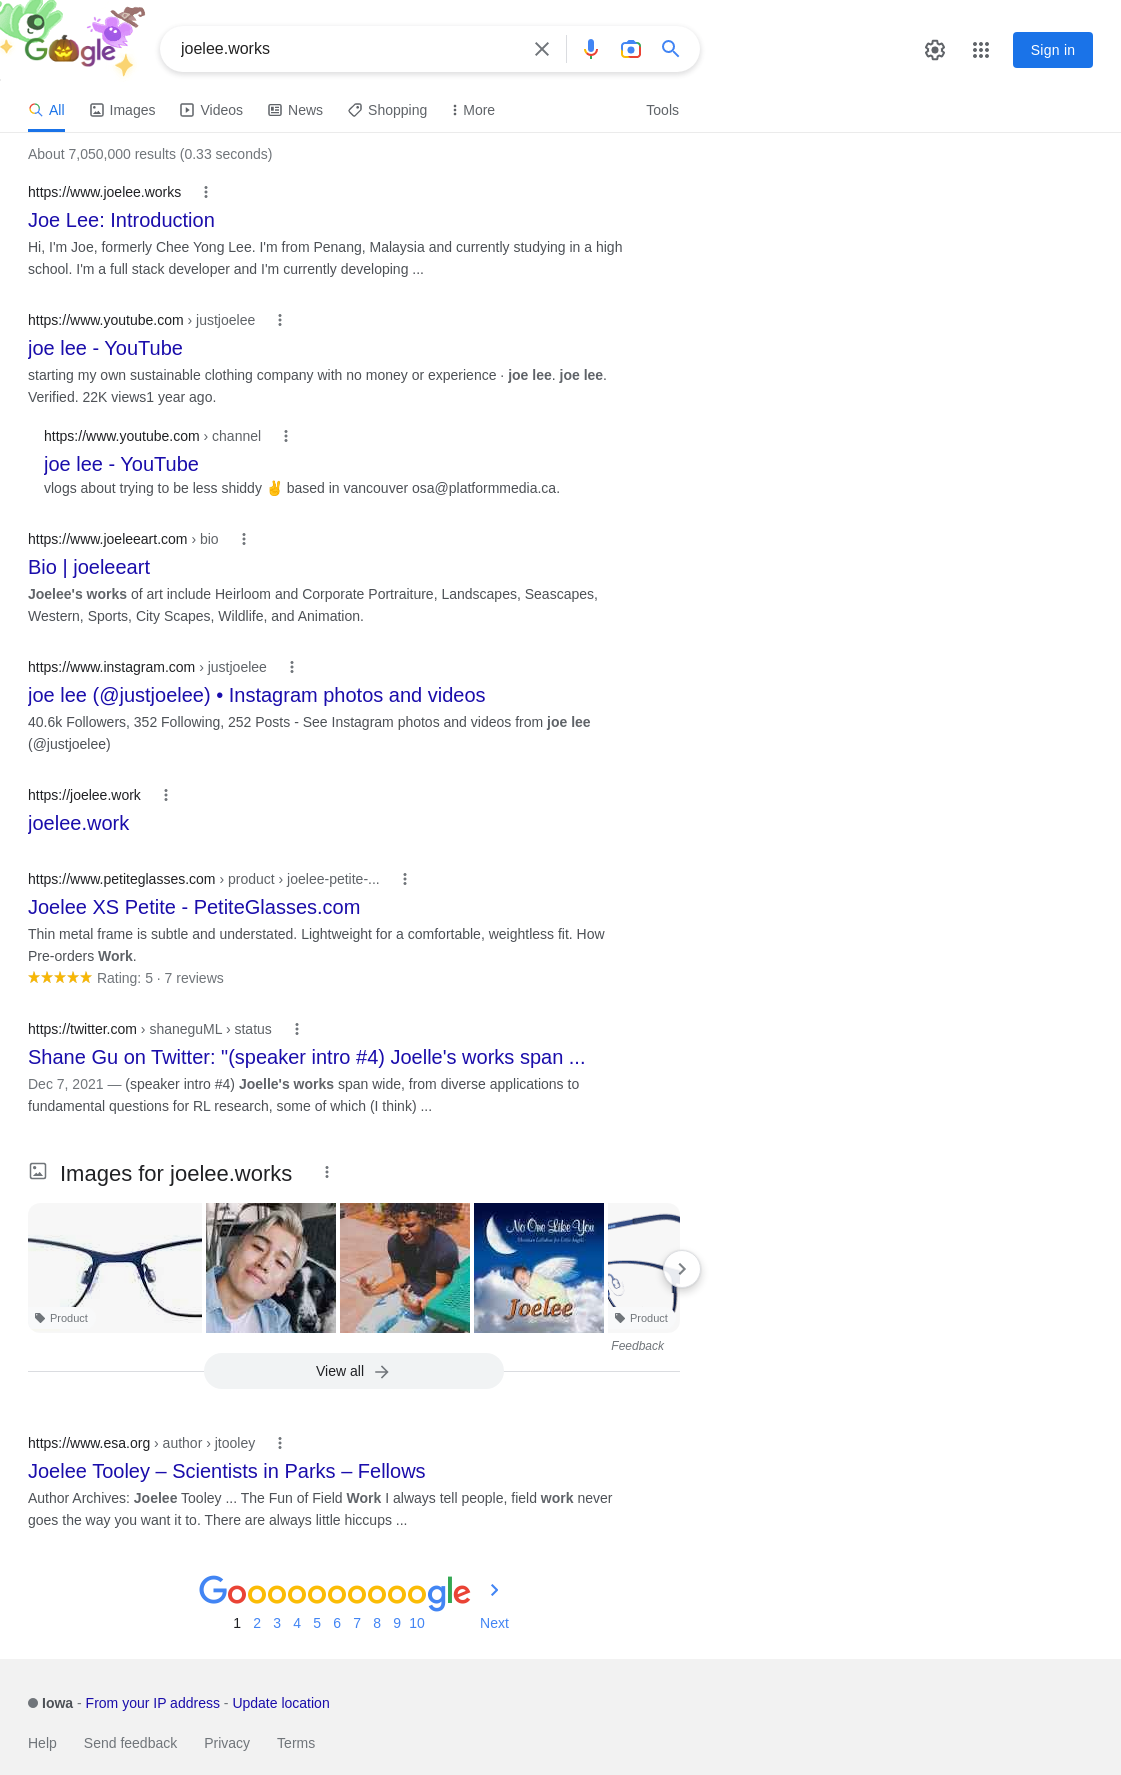 Google
joelee.works
Sign in
All
Images
Videos
News
Shopping
More
Tools
About 7,050,000 results (0.33 seconds)
https://www.joelee.works
Joe Lee: Introduction
Hi, I'm Joe, formerly Chee Yong Lee. I'm from Penang, Malaysia and currently studying in a high
school. I'm a full stack developer and I'm currently developing ...
https://www.youtube.com › justjoelee
joe lee - YouTube
starting my own sustainable clothing company with no money or experience · joe lee. joe lee.
Verified. 22K views1 year ago.
https://www.youtube.com › channel
joe lee - YouTube
vlogs about trying to be less shiddy ✌ based in vancouver osa@platformmedia.ca.
https://www.joeleeart.com › bio
Bio | joeleeart
Joelee's works of art include Heirloom and Corporate Portraiture, Landscapes, Seascapes,
Western, Sports, City Scapes, Wildlife, and Animation.
https://www.instagram.com › justjoelee
joe lee (@justjoelee) • Instagram photos and videos
40.6k Followers, 352 Following, 252 Posts - See Instagram photos and videos from joe lee
(@justjoelee)
https://joelee.work
joelee.work
https://www.petiteglasses.com › product › joelee-petite-...
Joelee XS Petite - PetiteGlasses.com
Thin metal frame is subtle and understated. Lightweight for a comfortable, weightless fit. How
Pre-orders Work.
★★★★★ Rating: 5 · 7 reviews
https://twitter.com › shaneguML › status
Shane Gu on Twitter: "(speaker intro #4) Joelle's works span ...
Dec 7, 2021 — (speaker intro #4) Joelle's works span wide, from diverse applications to
fundamental questions for RL research, some of which (I think) ...
Images for joelee.works
No One Like You
Joelee
Product
Product
Feedback
View all
https://www.esa.org › author › jtooley
Joelee Tooley – Scientists in Parks – Fellows
Author Archives: Joelee Tooley ... The Fun of Field Work I always tell people, field work never
goes the way you want it to. There are always little hiccups ...
Goooooooooogle
1 2 3 4 5 6 7 8 9 10 Next
Iowa - From your IP address - Update location
Help
Send feedback
Privacy
Terms